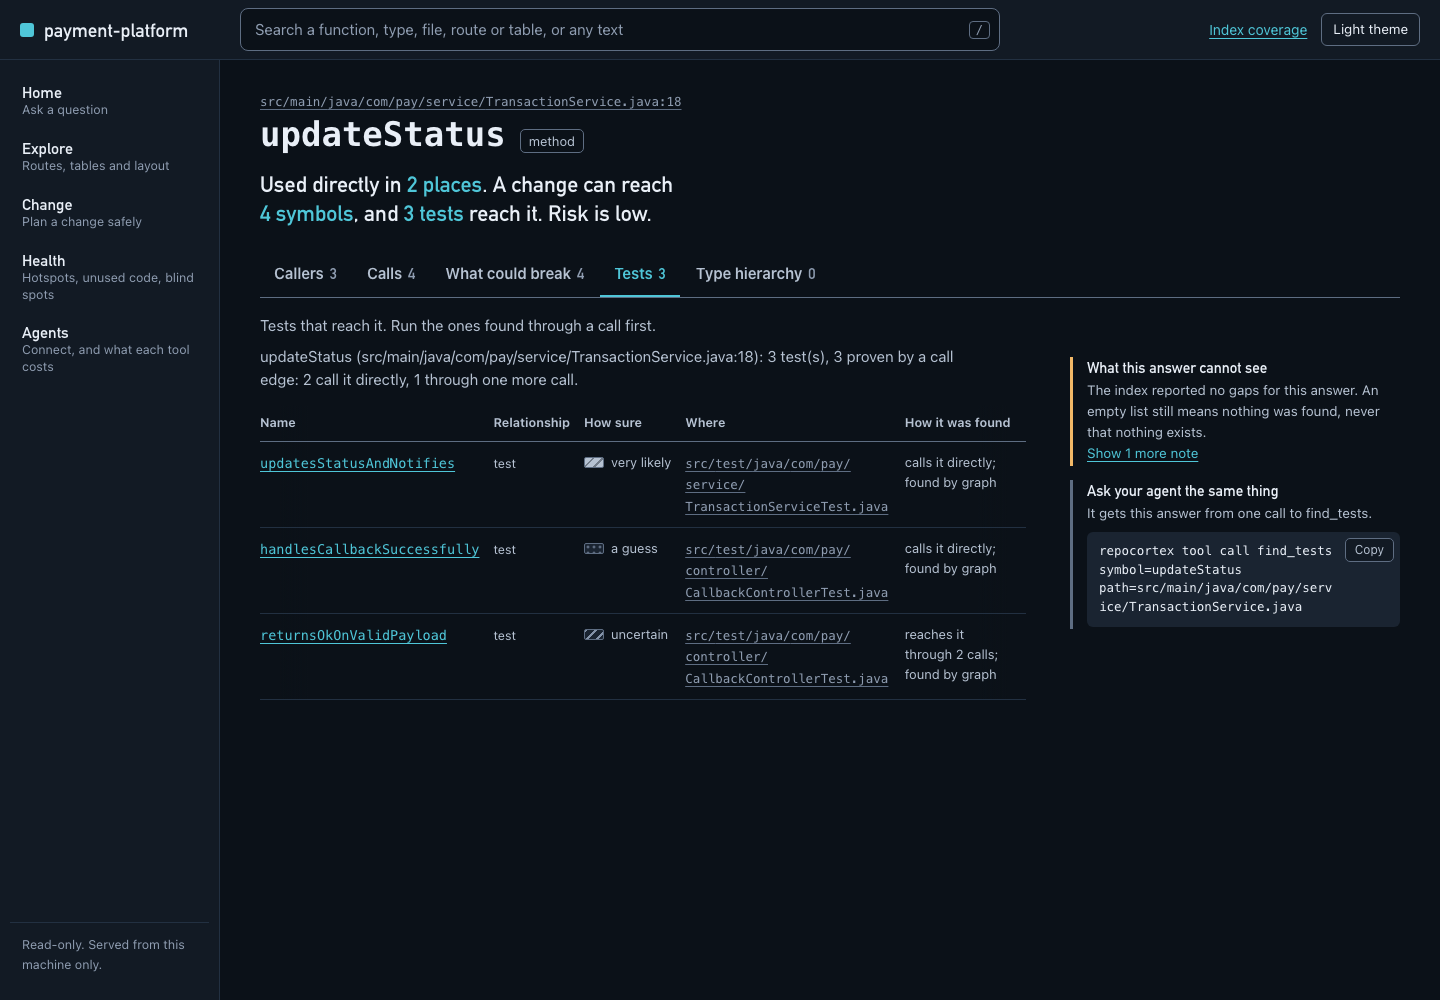 payment-platform
Search a function, type, file, route or table, or any text
/
Index coverage
Light theme
Home
Ask a question
Explore
Routes, tables and layout
Change
Plan a change safely
Health
Hotspots, unused code, blind
spots
Agents
Connect, and what each tool
costs
Read-only. Served from this
machine only.
src/main/java/com/pay/service/TransactionService.java:18
updateStatus method
Used directly in 2 places. A change can reach
4 symbols, and 3 tests reach it. Risk is low.
Callers 3 Calls 4 What could break 4 Tests 3 Type hierarchy 0
Tests that reach it. Run the ones found through a call first.
updateStatus (src/main/java/com/pay/service/TransactionService.java:18): 3 test(s), 3 proven by a call
edge: 2 call it directly, 1 through one more call.
Name Relationship How sure Where How it was found
updatesStatusAndNotifies test very likely src/test/java/com/pay/ calls it directly;
service/ found by graph
TransactionServiceTest.java
handlesCallbackSuccessfully test a guess src/test/java/com/pay/ calls it directly;
controller/ found by graph
CallbackControllerTest.java
returnsOkOnValidPayload test uncertain src/test/java/com/pay/ reaches it
controller/ through 2 calls;
CallbackControllerTest.java found by graph
What this answer cannot see
The index reported no gaps for this answer. An
empty list still means nothing was found, never
that nothing exists.
Show 1 more note
Ask your agent the same thing
It gets this answer from one call to find_tests.
repocortex tool call find_tests
symbol=updateStatus
path=src/main/java/com/pay/serv
ice/TransactionService.java
Copy